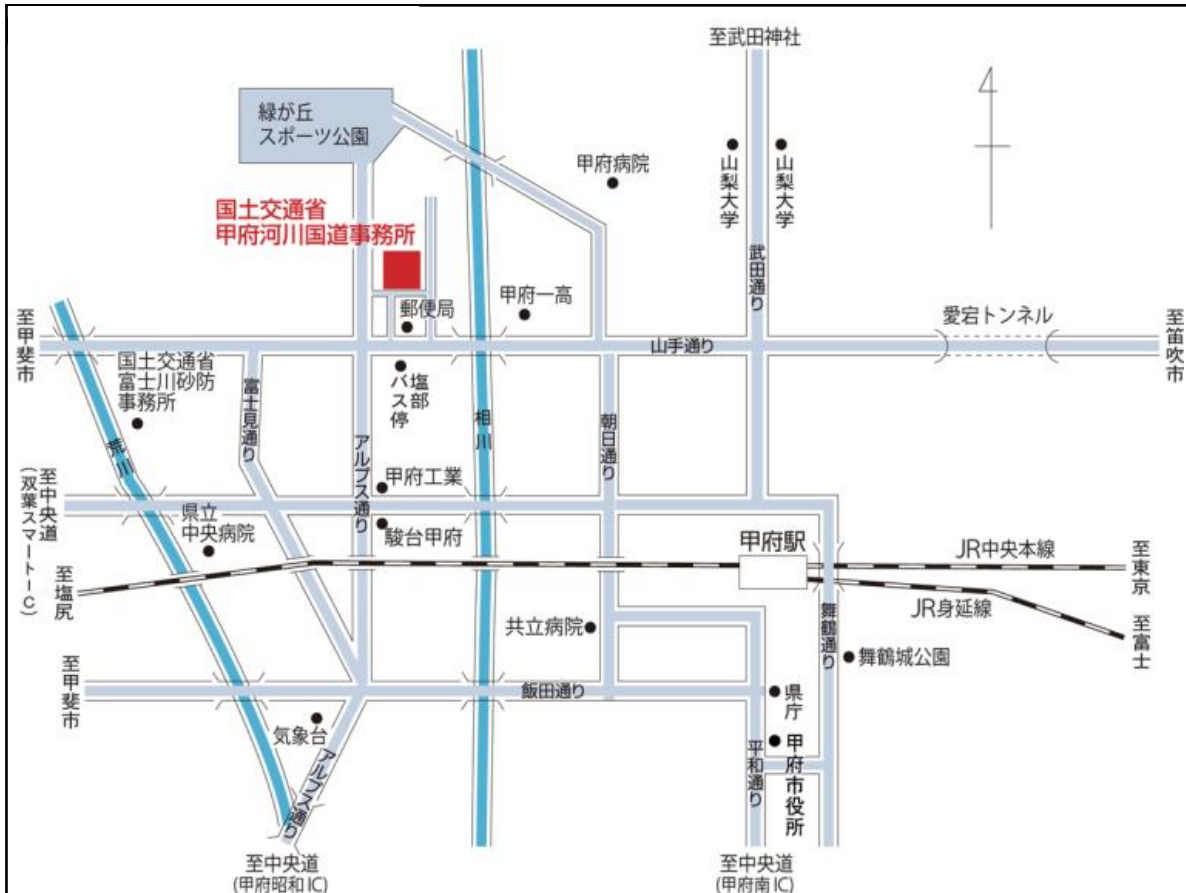 至武田神社
緑が丘
スポーツ公園
甲府病院
山梨大学
山梨大学
国土交通省
甲府河川国道事務所
武田通り
郵便局
甲府一高
愛宕トンネル
至甲斐市
山手通り
至笛吹市
国土交通省
富士川砂防
事務所
富士見通り
塩部
バス停
相川
朝日通り
荒川
アルプス通り
甲府工業
至中央道
(双葉スマートIC)
県立
中央病院
駿台甲府
甲府駅
JR中央本線
至東京
至塩尻
JR身延線
至富士
共立病院
舞鶴通り
舞鶴城公園
至甲斐市
飯田通り
県庁
気象台
アルプス通り
平和通り
甲府市役所
至中央道
(甲府昭和IC)
至中央道
(甲府南IC)